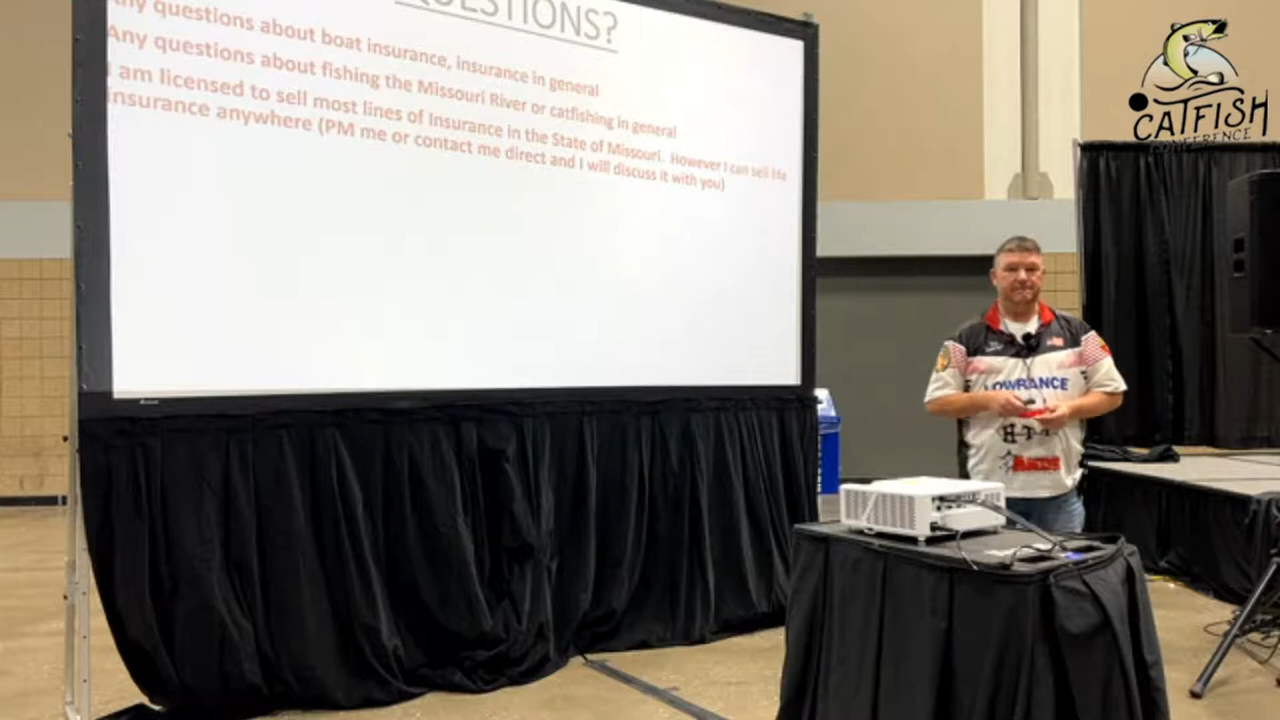 QUESTIONS?
Any questions about boat insurance, insurance in general
Any questions about fishing the Missouri River or catfishing in general
I am licensed to sell most lines of Insurance in the State of Missouri. However I can sell life
insurance anywhere (PM me or contact me direct and I will discuss it with you)
CATFISH
CONFERENCE
LOWRANCE